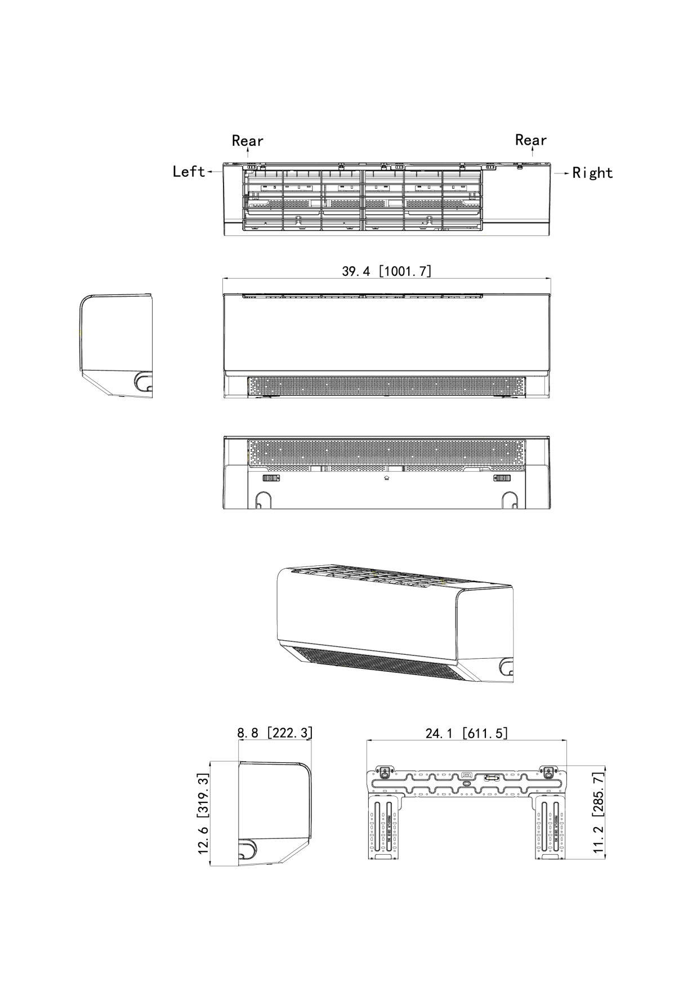 Rear
Rear
Left
Right
39.4 [1001.7]
8.8 [222.3]
24.1 [611.5]
12.6 [319.3]
11.2 [285.7]